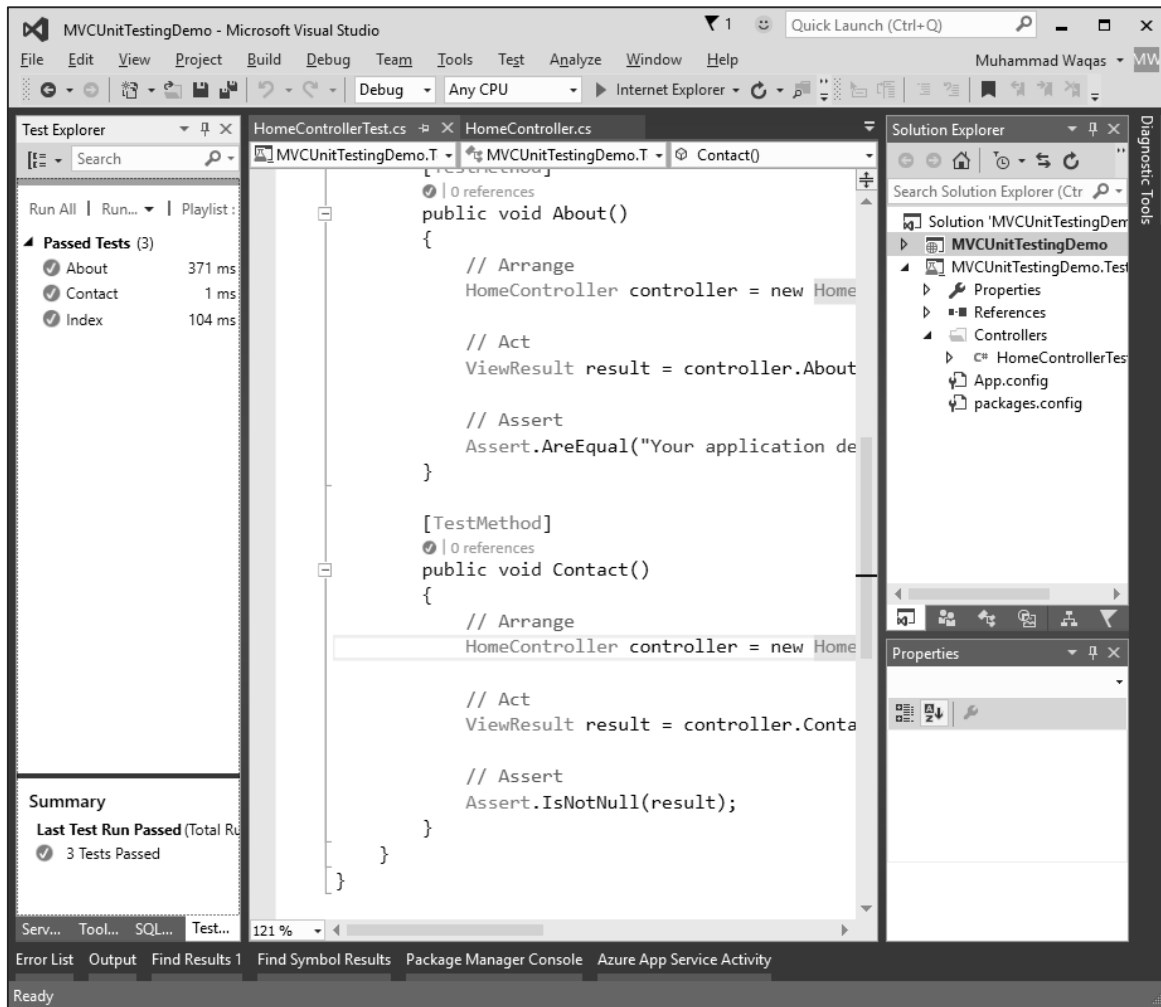 MVCUnitTestingDemo - Microsoft Visual Studio
1
Quick Launch (Ctrl+Q)
File Edit View Project Build Debug Team Tools Test Analyze Window Help
Muhammad Waqas
MW
Debug
Any CPU
Internet Explorer
Test Explorer
Search
Run All | Run... | Playlist :
Passed Tests (3)
About 371 ms
Contact 1 ms
Index 104 ms
Summary
Last Test Run Passed (Total Ru
3 Tests Passed
Serv... Tool... SQL... Test...
HomeControllerTest.cs
HomeController.cs
MVCUnitTestingDemo.T
MVCUnitTestingDemo.T
Contact()
[TestMethod]
0 references
public void About()
{
// Arrange
HomeController controller = new Home
// Act
ViewResult result = controller.About
// Assert
Assert.AreEqual("Your application de
}
[TestMethod]
0 references
public void Contact()
{
// Arrange
HomeController controller = new Home
// Act
ViewResult result = controller.Conta
// Assert
Assert.IsNotNull(result);
}
}
}
121 %
Solution Explorer
Search Solution Explorer (Ctr
Solution 'MVCUnitTestingDem
MVCUnitTestingDemo
MVCUnitTestingDemo.Test
Properties
References
Controllers
C# HomeControllerTes
App.config
packages.config
Properties
Diagnostic Tools
Error List Output Find Results 1 Find Symbol Results Package Manager Console Azure App Service Activity
Ready